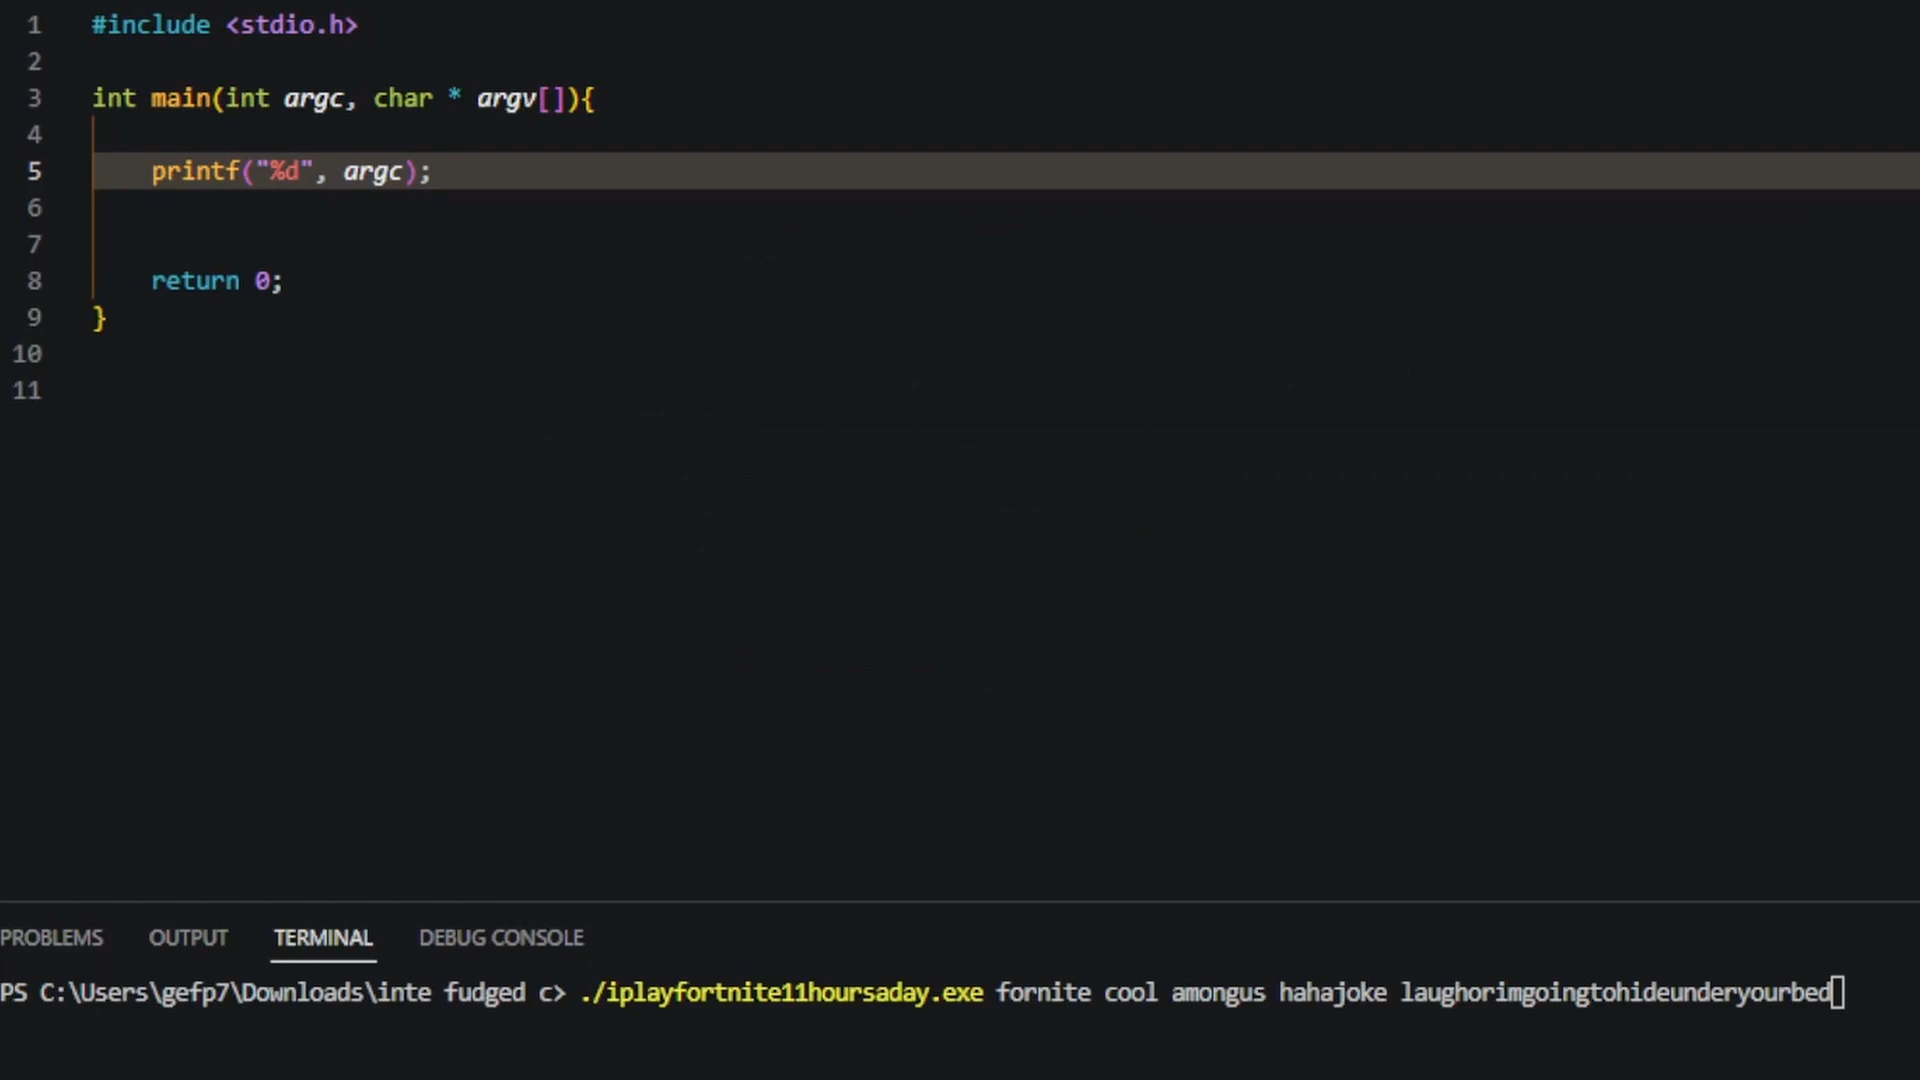 1 #include <stdio.h>
2
3 int main(int argc, char * argv[]){
4
5 printf("%d", argc);
6
7
8 return 0;
9 }
10
11
PROBLEMS OUTPUT TERMINAL DEBUG CONSOLE
PS C:\Users\gefp7\Downloads\inte fudged c> ./iplayfortnite11hoursaday.exe fornite cool amongus hahajoke laughorimgoingtohideunderyourbed